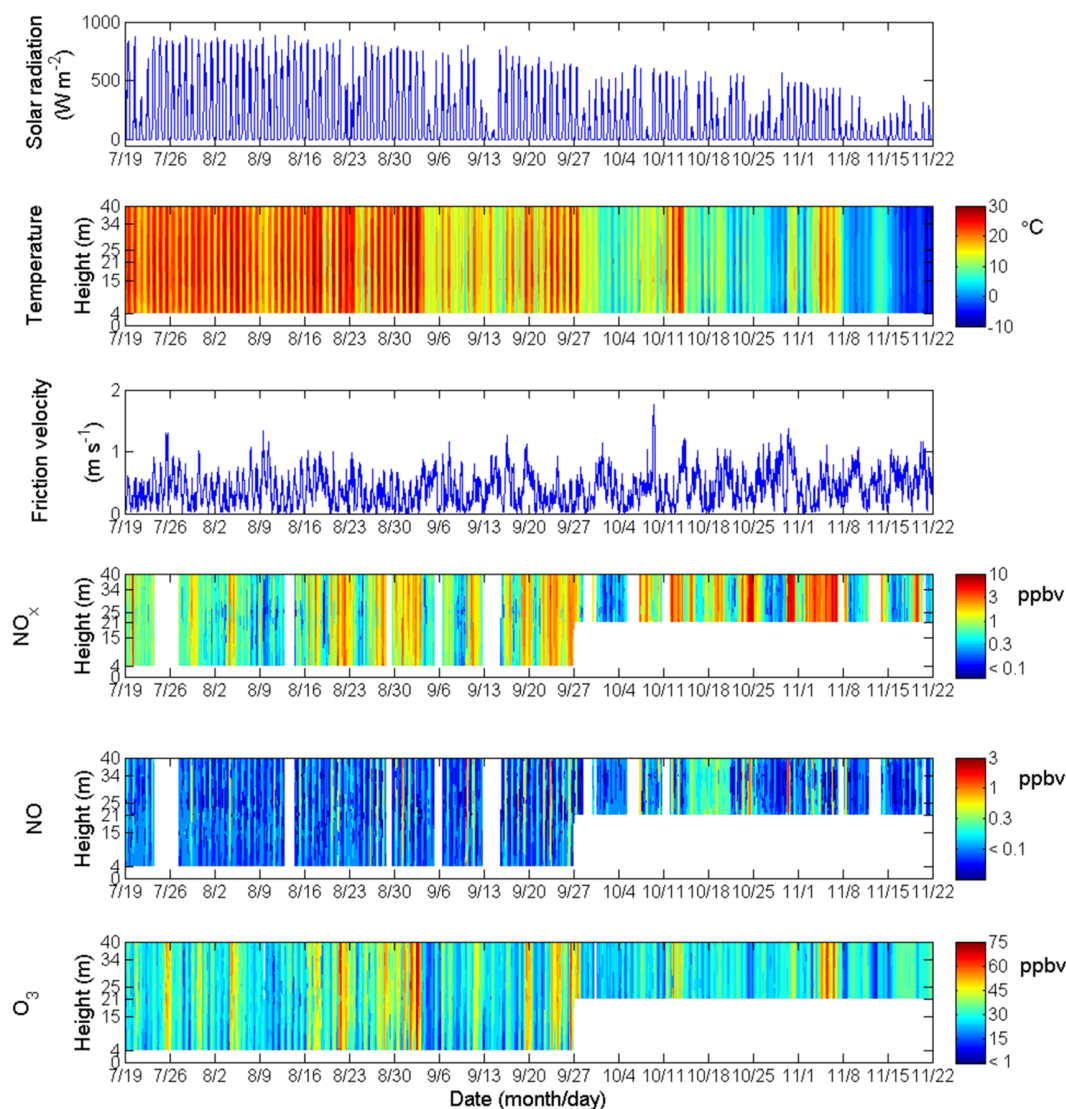 1000
500
0
Solar radiation
(W m-2)
7/19 7/26 8/2 8/9 8/16 8/23 8/30 9/6 9/13 9/20 9/27 10/4 10/11 10/18 10/25 11/1 11/8 11/15 11/22
Temperature
Height (m)
40
34
25
21
15
4
0
7/19 7/26 8/2 8/9 8/16 8/23 8/30 9/6 9/13 9/20 9/27 10/4 10/11 10/18 10/25 11/1 11/8 11/15 11/22
30
20
10
0
-10
°C
Friction velocity
(m s-1)
2
1
0
7/19 7/26 8/2 8/9 8/16 8/23 8/30 9/6 9/13 9/20 9/27 10/4 10/11 10/18 10/25 11/1 11/8 11/15 11/22
NOx
Height (m)
40
34
25
21
15
4
0
7/19 7/26 8/2 8/9 8/16 8/23 8/30 9/6 9/13 9/20 9/27 10/4 10/11 10/18 10/25 11/1 11/8 11/15 11/22
10
3
1
0.3
< 0.1
ppbv
NO
Height (m)
40
34
25
21
15
4
0
7/19 7/26 8/2 8/9 8/16 8/23 8/30 9/6 9/13 9/20 9/27 10/4 10/11 10/18 10/25 11/1 11/8 11/15 11/22
3
1
0.3
< 0.1
ppbv
O3
Height (m)
40
34
25
21
15
4
0
7/19 7/26 8/2 8/9 8/16 8/23 8/30 9/6 9/13 9/20 9/27 10/4 10/11 10/18 10/25 11/1 11/8 11/15 11/22
75
60
45
30
15
< 1
ppbv
Date (month/day)